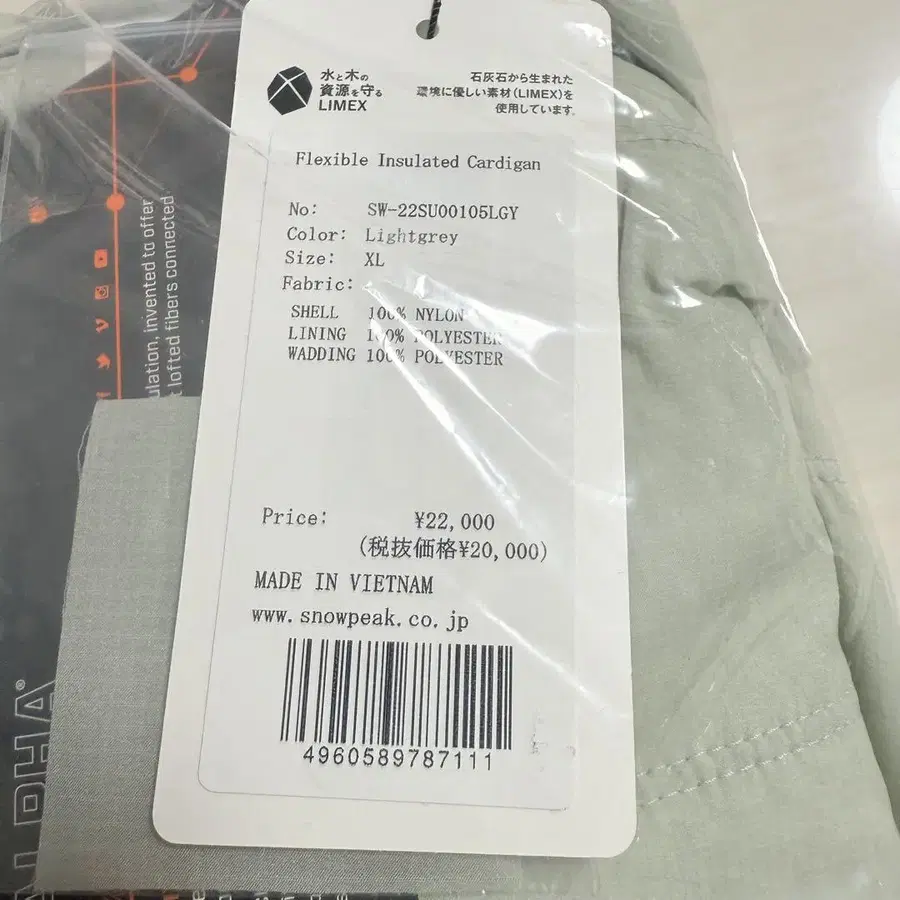 水と木の
資源を守る
LIMEX
石灰石から生まれた
環境に優しい素材(LIMEX)を
使用しています。
Flexible Insulated Cardigan
No: SW-22SU00105LGY
Color: Lightgrey
Size: XL
Fabric:
SHELL 100% NYLON
LINING 100% POLYESTER
WADDING 100% POLYESTER
Price: ¥22,000
(税抜価格¥20,000)
MADE IN VIETNAM
www.snowpeak.co.jp
4960589787111
ulation, invented to offer
t lofted fibers connected
ALPHA®